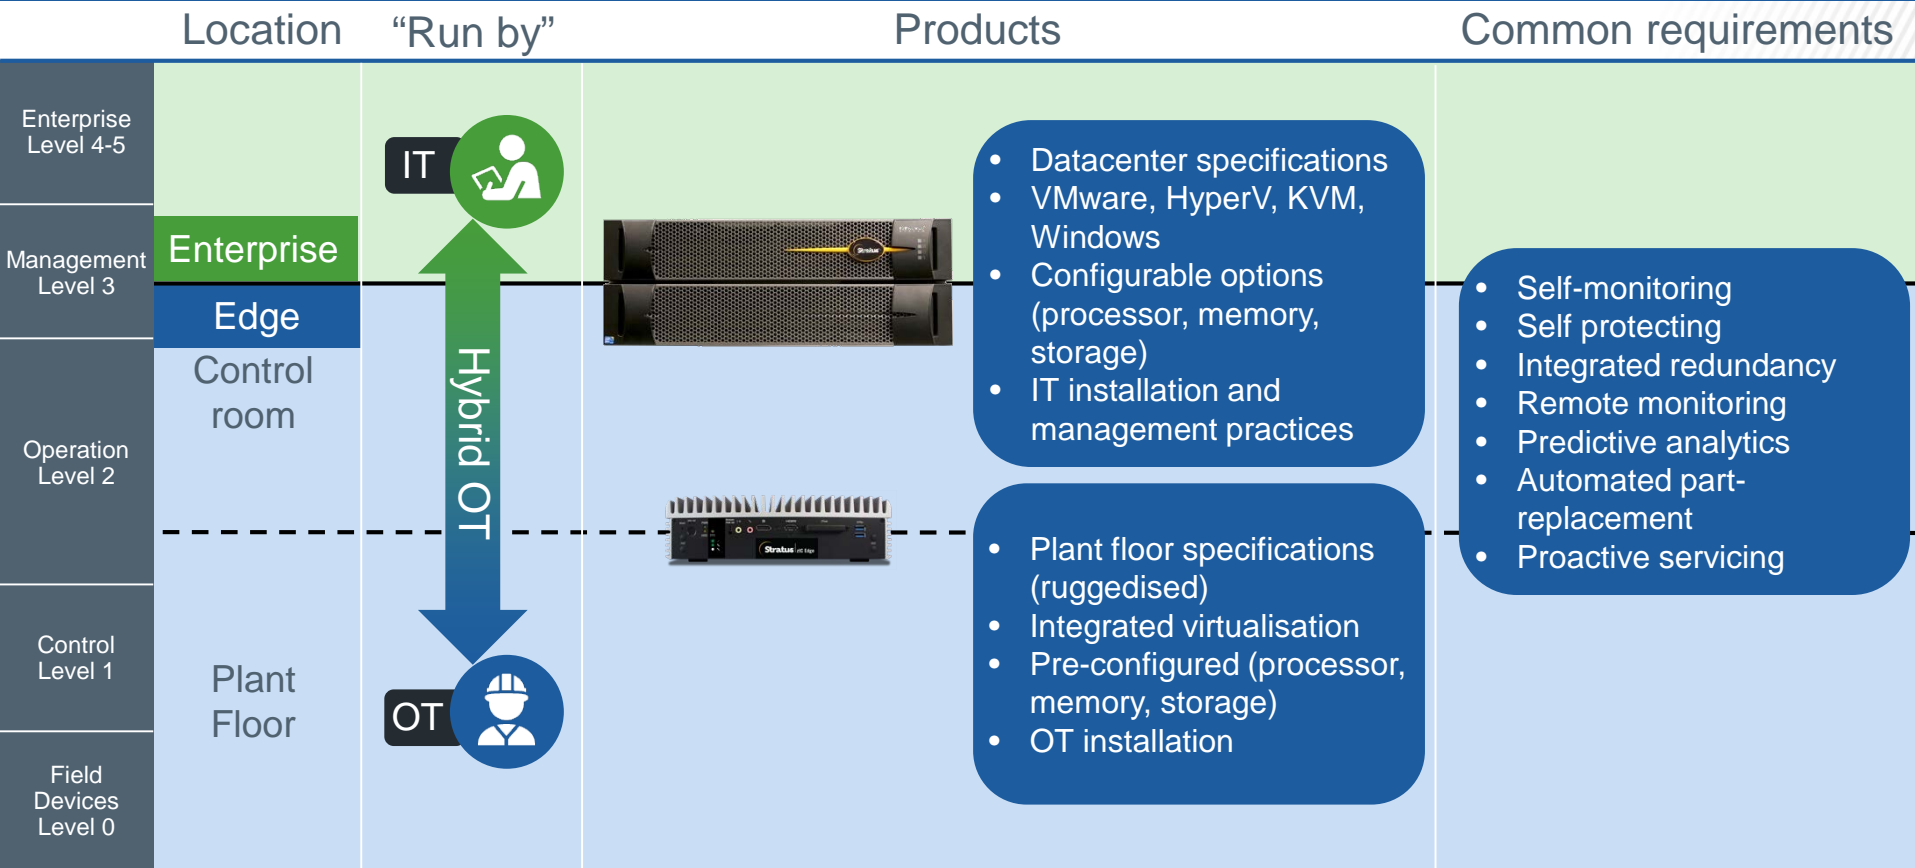 Location
“Run by”
Products
Common requirements
Enterprise
Level 4-5
Management
Level 3
Operation
Level 2
Control
Level 1
Field
Devices
Level 0
Enterprise
Edge
Control
room
Plant
Floor
IT
Hybrid OT
OT
Stratus
Stratus
• Datacenter specifications
• VMware, HyperV, KVM,
Windows
• Configurable options
(processor, memory,
storage)
• IT installation and
management practices
• Plant floor specifications
(ruggedised)
• Integrated virtualisation
• Pre-configured (processor,
memory, storage)
• OT installation
• Self-monitoring
• Self protecting
• Integrated redundancy
• Remote monitoring
• Predictive analytics
• Automated part-
replacement
• Proactive servicing